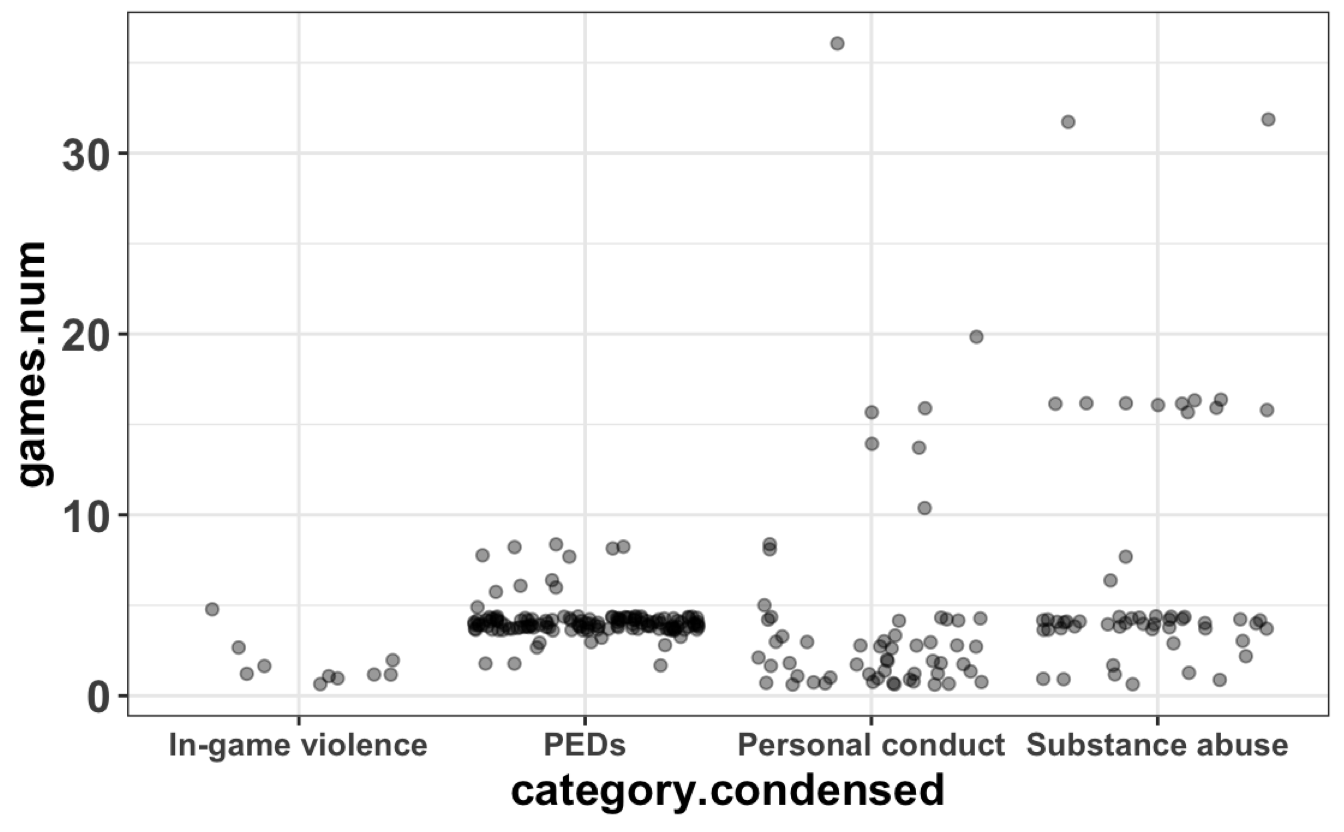 games.num
30
20
10
0
In-game violence PEDs Personal conduct Substance abuse
category.condensed